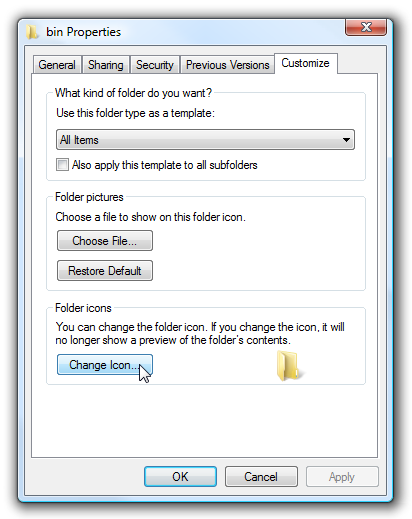 bin Properties
General Sharing Security Previous Versions Customize
What kind of folder do you want?
Use this folder type as a template:
All Items
Also apply this template to all subfolders
Folder pictures
Choose a file to show on this folder icon.
Choose File...
Restore Default
Folder icons
You can change the folder icon. If you change the icon, it will
no longer show a preview of the folder's contents.
Change Icon...
OK Cancel Apply